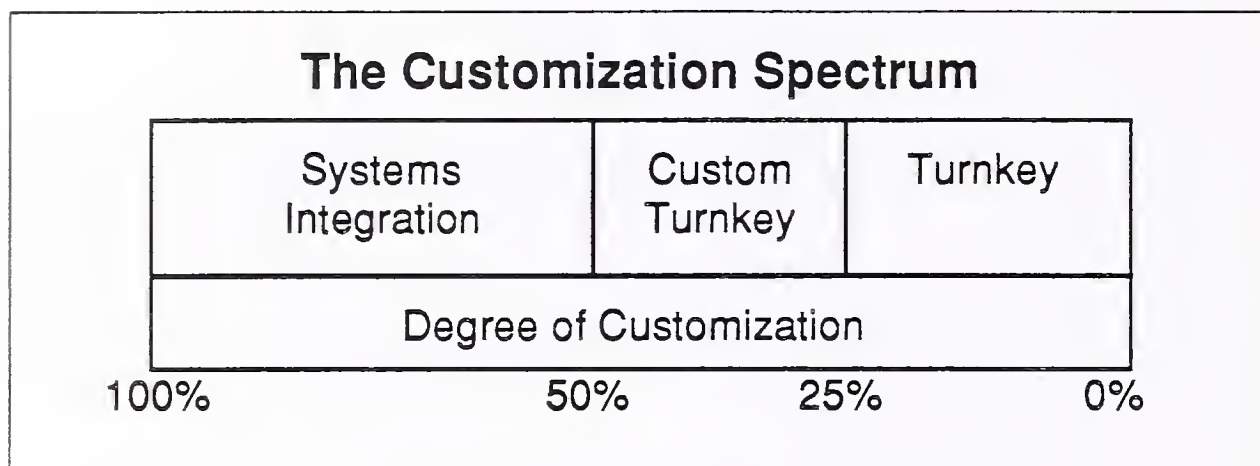 The Customization Spectrum
Systems
Integration
Custom
Turnkey
Turnkey
Degree of Customization
100% 50% 25% 0%